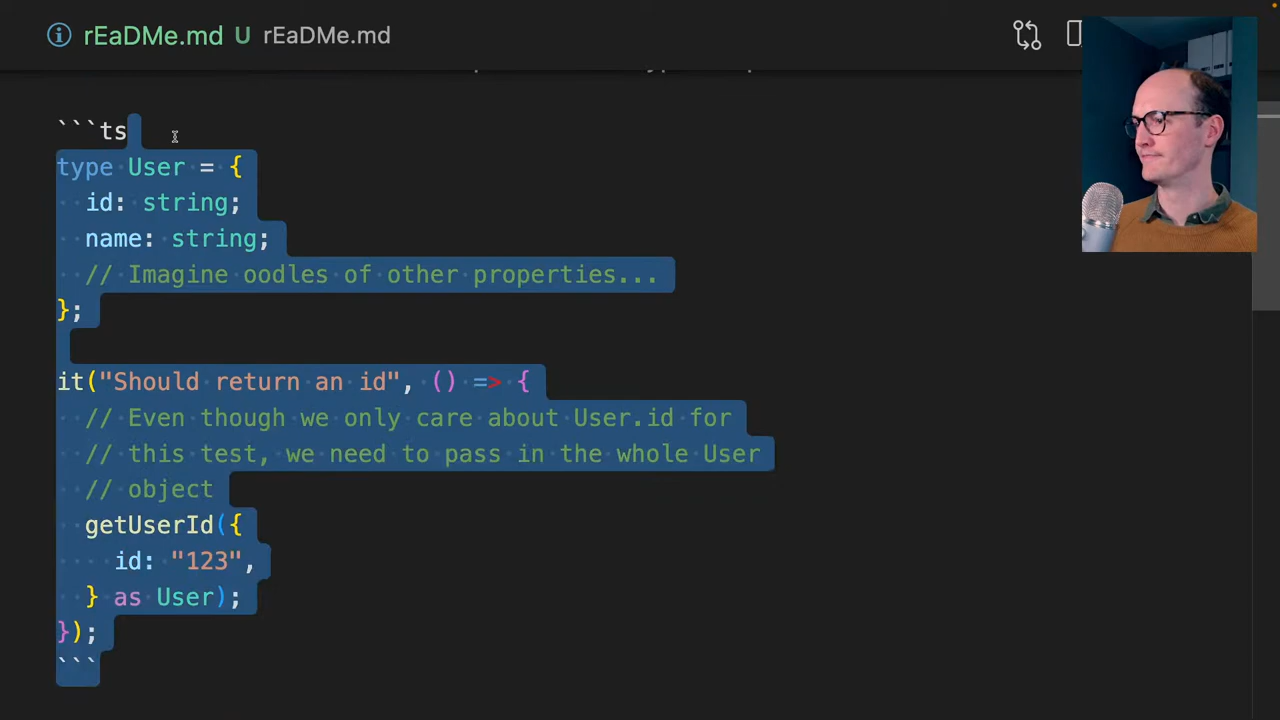 rEaDMe.md U rEaDMe.md
```ts
type User = {
id: string;
name: string;
// Imagine oodles of other properties...
};
it("Should return an id", () => {
// Even though we only care about User.id for
// this test, we need to pass in the whole User
// object
getUserId({
id: "123",
} as User);
});
```